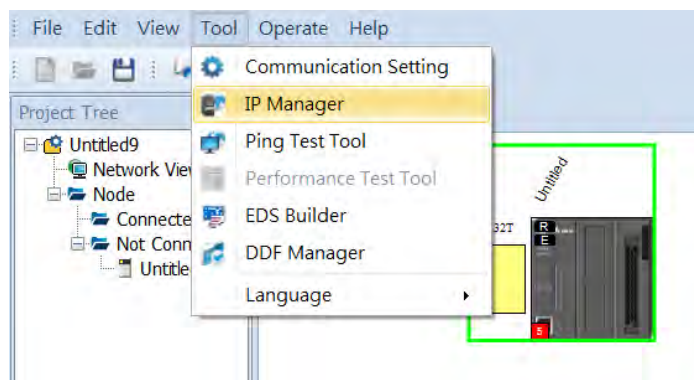 File Edit View Tool Operate Help
Communication Setting
Project Tree
IP Manager
Untitled9
Ping Test Tool
Network Vie
Performance Test Tool
Node
EDS Builder
Connecte
DDF Manager
Not Conn
Untitle
Language
Untitled
32T
R
E
5